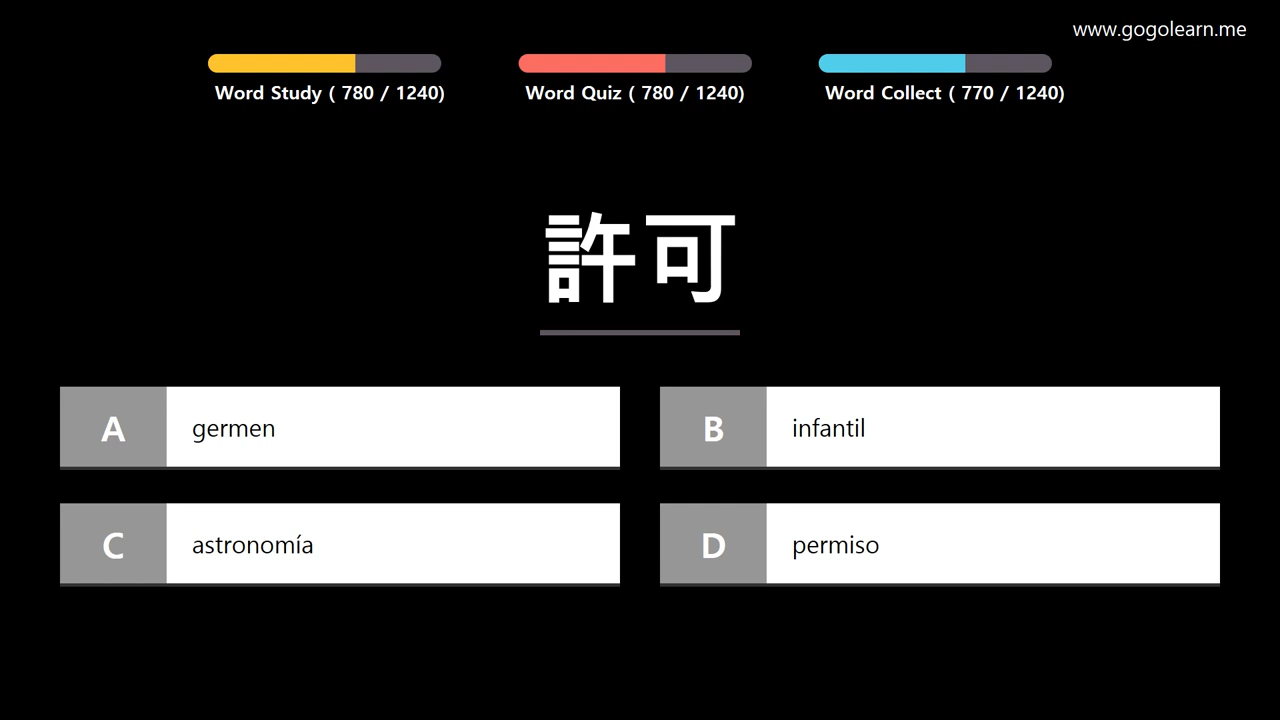 www.gogolearn.me
Word Study ( 780 / 1240)
Word Quiz ( 780 / 1240)
Word Collect ( 770 / 1240)
許可
A germen
B infantil
C astronomía
D permiso